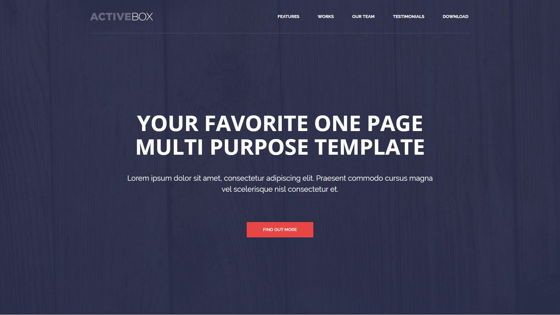 ACTIVEBOX
FEATURES WORKS OUR TEAM TESTIMONIALS DOWNLOAD
YOUR FAVORITE ONE PAGE
MULTI PURPOSE TEMPLATE
Lorem ipsum dolor sit amet, consectetur adipiscing elit. Praesent commodo cursus magna
vel scelerisque nisl consectetur et.
FIND OUT MORE